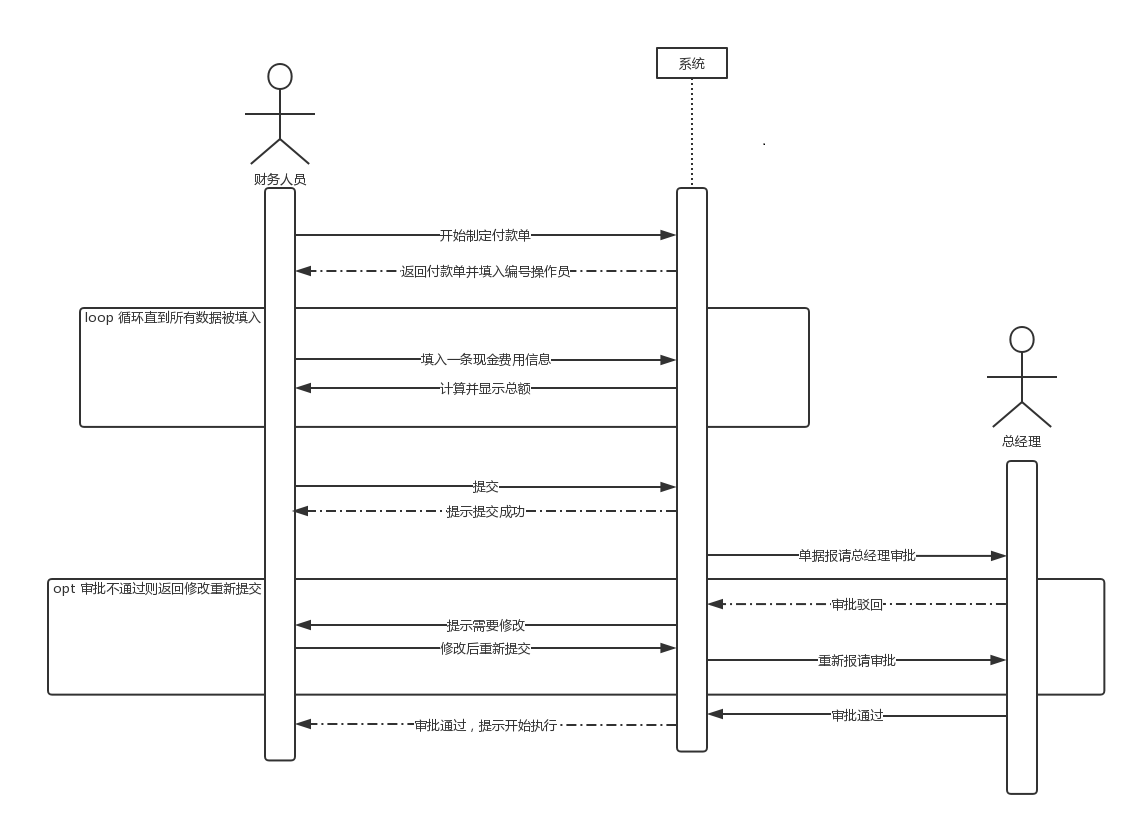 系统
财务人员
开始制定付款单
返回付款单并填入编号操作员
loop 循环直到所有数据被填入
填入一条现金费用信息
计算并显示总额
总经理
提交
提示提交成功
单据报请总经理审批
opt 审批不通过则返回修改重新提交
审批驳回
提示需要修改
修改后重新提交
重新报请审批
审批通过
审批通过，提示开始执行